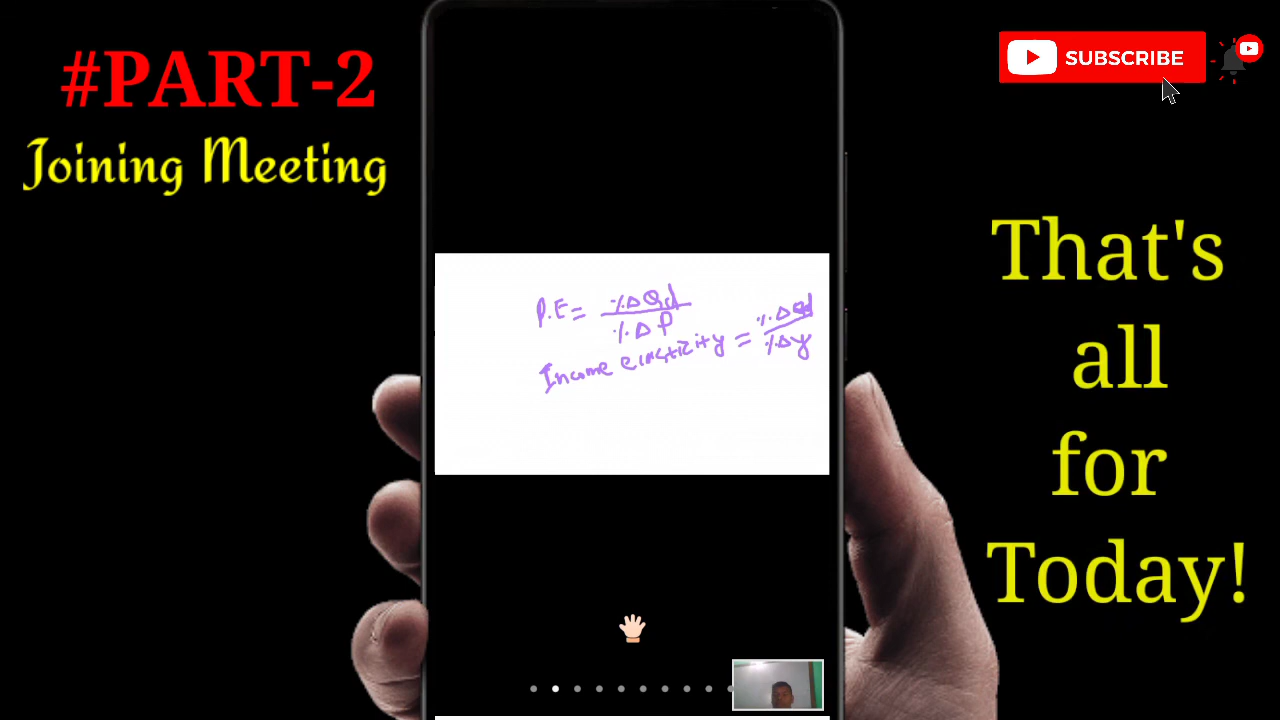 #PART-2
Joining Meeting
SUBSCRIBE
That's
all
for
Today!
P.E = %ΔQd
%ΔP
Income elasticity = %ΔQd
%Δy